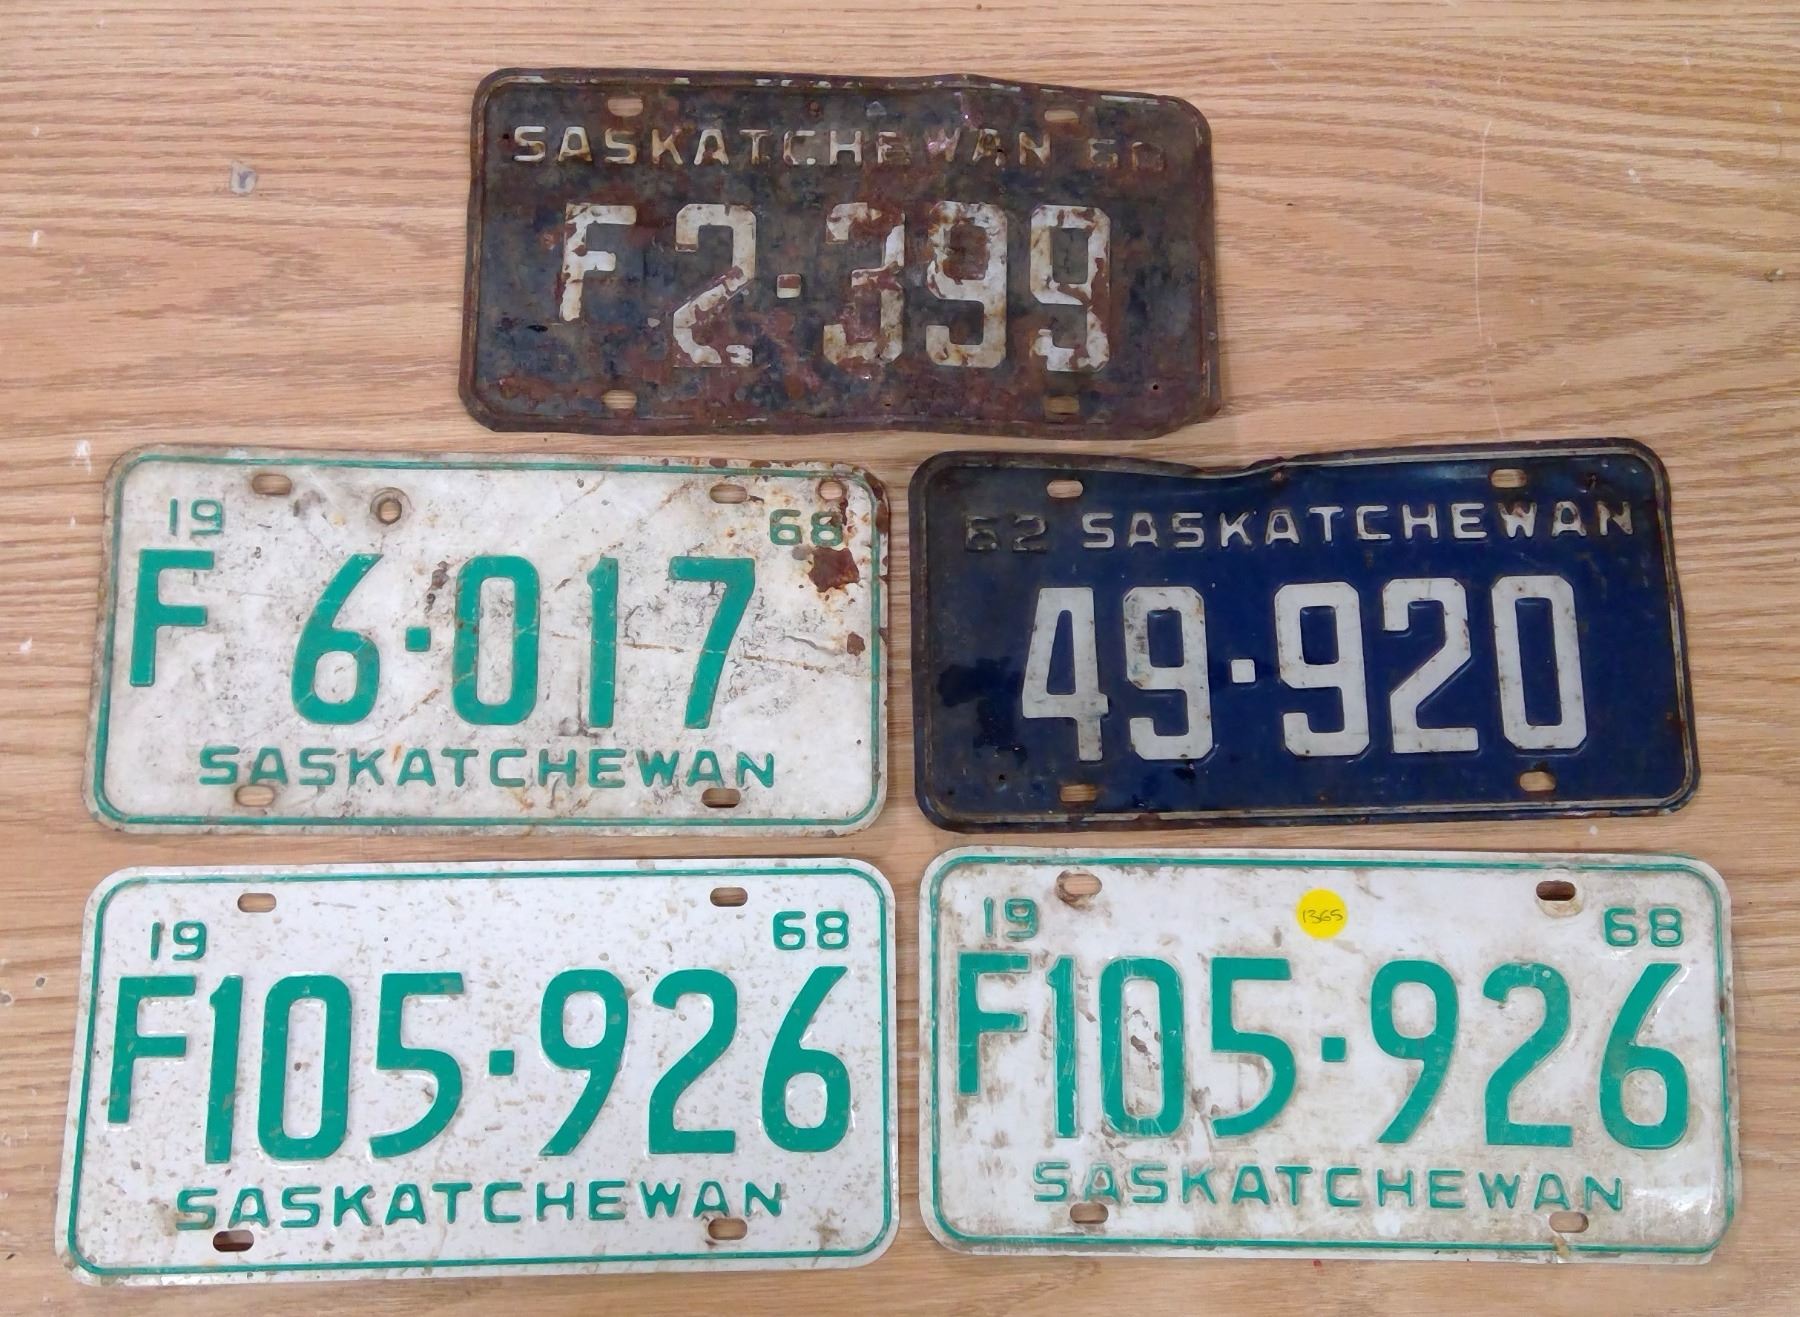 SASKATCHEWAN 60
F 2·399
19 68
F 6·017
SASKATCHEWAN
62 SASKATCHEWAN
49·920
19 68
F105·926
SASKATCHEWAN
1365
19 68
F105·926
SASKATCHEWAN